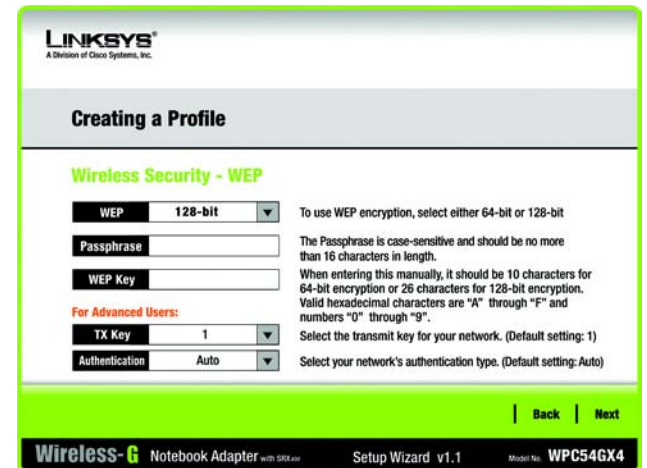 LINKSYS®
A Division of Cisco Systems, Inc.
Creating a Profile
Wireless Security - WEP
WEP 128-bit To use WEP encryption, select either 64-bit or 128-bit
Passphrase The Passphrase is case-sensitive and should be no more
than 16 characters in length.
WEP Key When entering this manually, it should be 10 characters for
64-bit encryption or 26 characters for 128-bit encryption.
Valid hexadecimal characters are “A” through “F” and
numbers “0” through “9”.
For Advanced Users:
TX Key 1 Select the transmit key for your network. (Default setting: 1)
Authentication Auto Select your network's authentication type. (Default setting: Auto)
Back Next
Wireless-G Notebook Adapter with SRX400 Setup Wizard v1.1 Model No. WPC54GX4